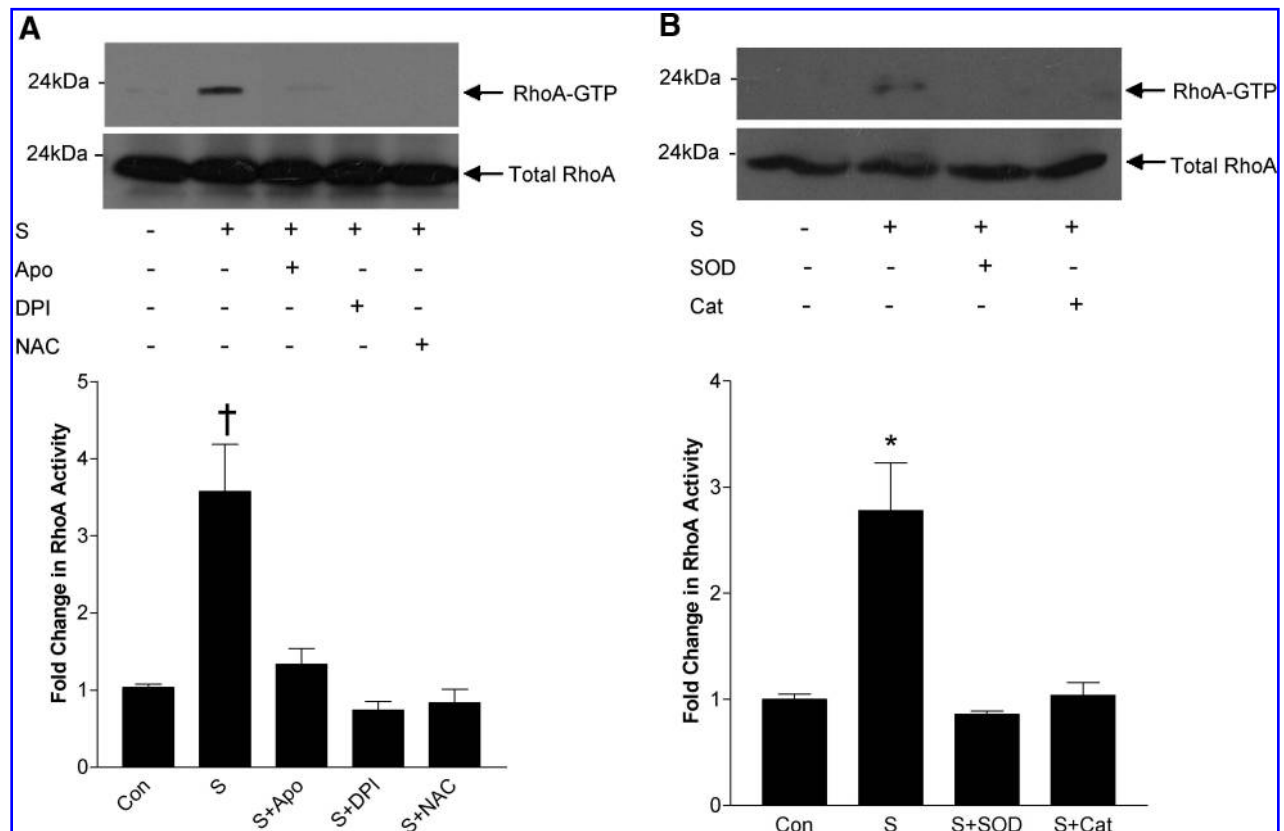 A
24kDa
RhoA-GTP
24kDa
Total RhoA
S - + + + +
Apo - - + - -
DPI - - - + -
NAC - - - - +
5
4
3
2
1
0
Fold Change in RhoA Activity
†
Con S S+Apo S+DPI S+NAC
B
24kDa
RhoA-GTP
24kDa
Total RhoA
S - + + +
SOD - - + -
Cat - - - +
4
3
2
1
0
Fold Change in RhoA Activity
*
Con S S+SOD S+Cat